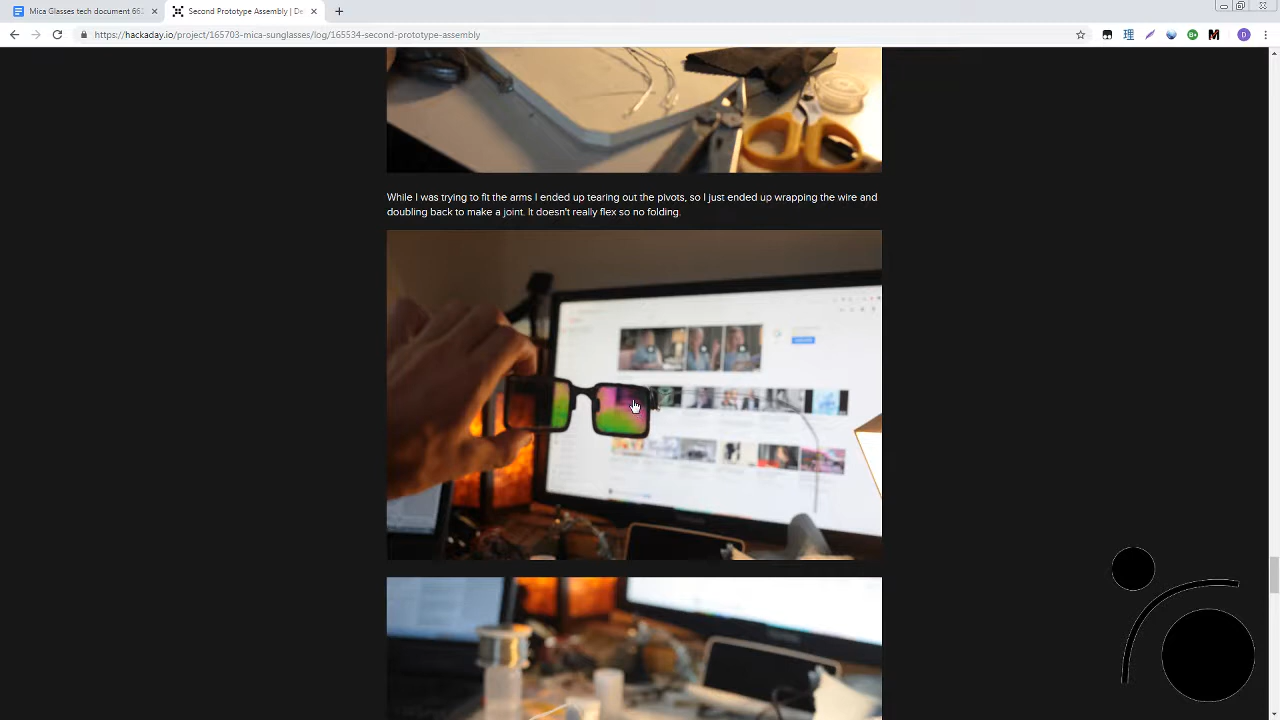 Mica Glasses tech document 66
Second Prototype Assembly | De
https://hackaday.io/project/165703-mica-sunglasses/log/165534-second-prototype-assembly
While I was trying to fit the arms I ended up tearing out the pivots, so I just ended up wrapping the wire and
doubling back to make a joint. It doesn't really flex so no folding.